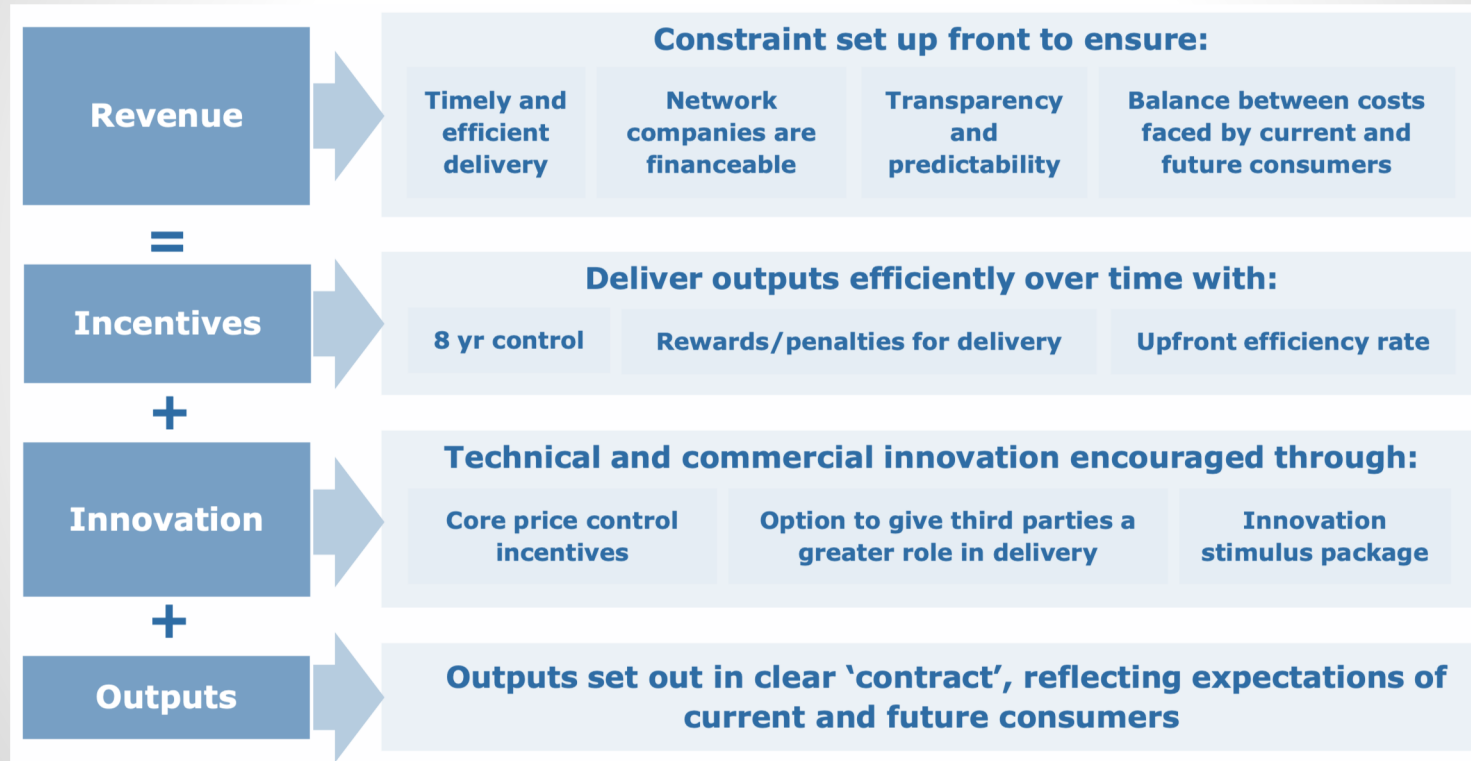 Revenue
Constraint set up front to ensure:
Timely and
efficient
delivery
Network
companies are
financeable
Transparency
and
predictability
Balance between costs
faced by current and
future consumers
=
Incentives
Deliver outputs efficiently over time with:
8 yr control
Rewards/penalties for delivery
Upfront efficiency rate
+
Innovation
Technical and commercial innovation encouraged through:
Core price control
incentives
Option to give third parties a
greater role in delivery
Innovation
stimulus package
+
Outputs
Outputs set out in clear ‘contract’, reflecting expectations of
current and future consumers